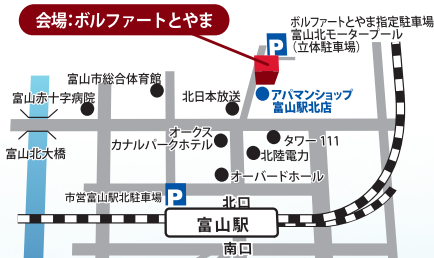 会場:ボルファートとやま
ボルファートとやま指定駐車場
富山北モータープール
(立体駐車場)
P
富山市総合体育館
アパマンショップ
富山駅北店
富山赤十字病院
北日本放送
オークス
カナルパークホテル
タワー111
富山北大橋
北陸電力
オーバードホール
市営富山駅北駐車場
P
北口
富山駅
南口